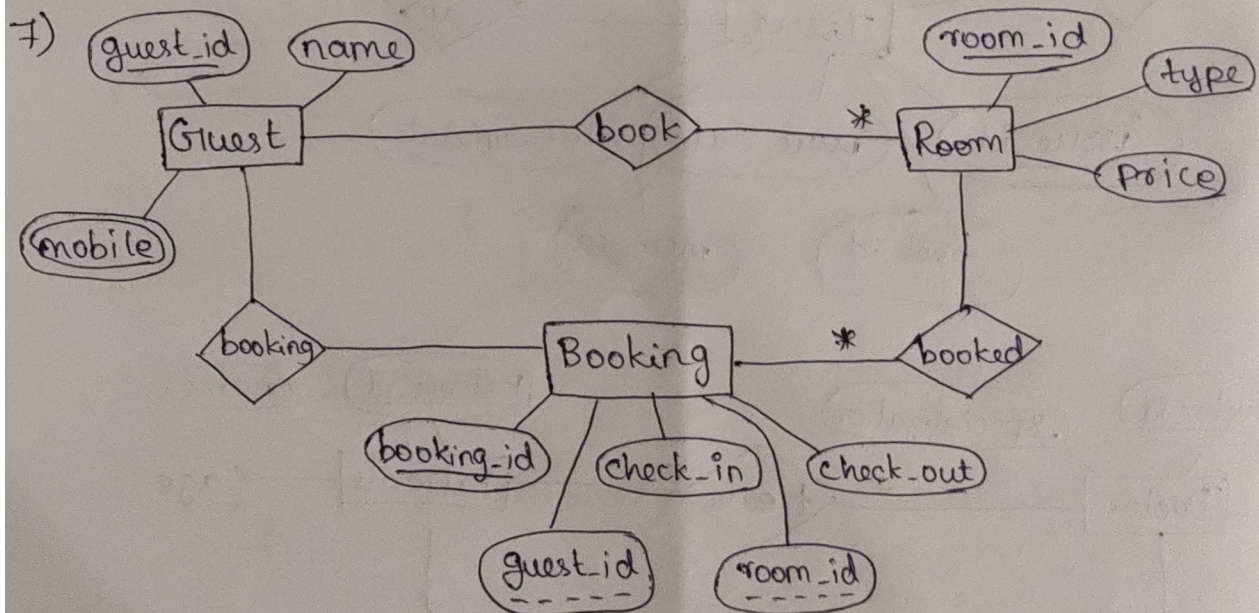 7)
guest_id
name
room_id
type
Guest
book
*
Room
price
mobile
booking
Booking
*
booked
booking_id
check_in
check_out
guest_id
room_id